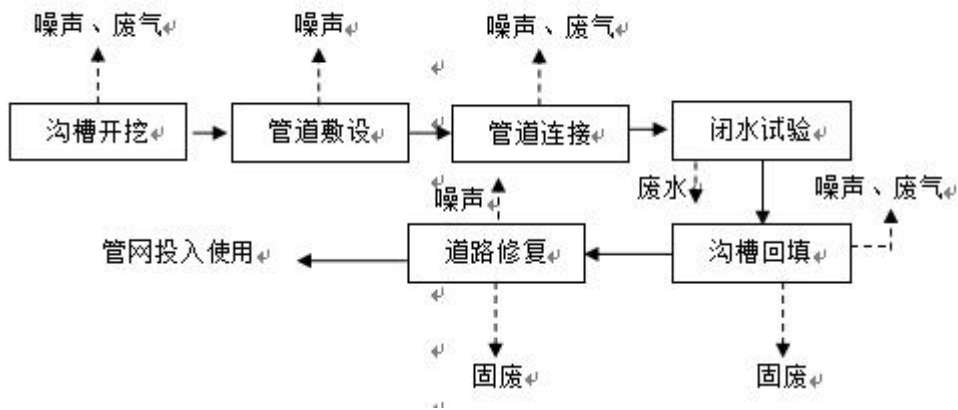 噪声、废气
噪声
噪声、废气
沟槽开挖
管道敷设
管道连接
闭水试验
噪声
废水
噪声、废气
管网投入使用
道路修复
沟槽回填
固废
固废